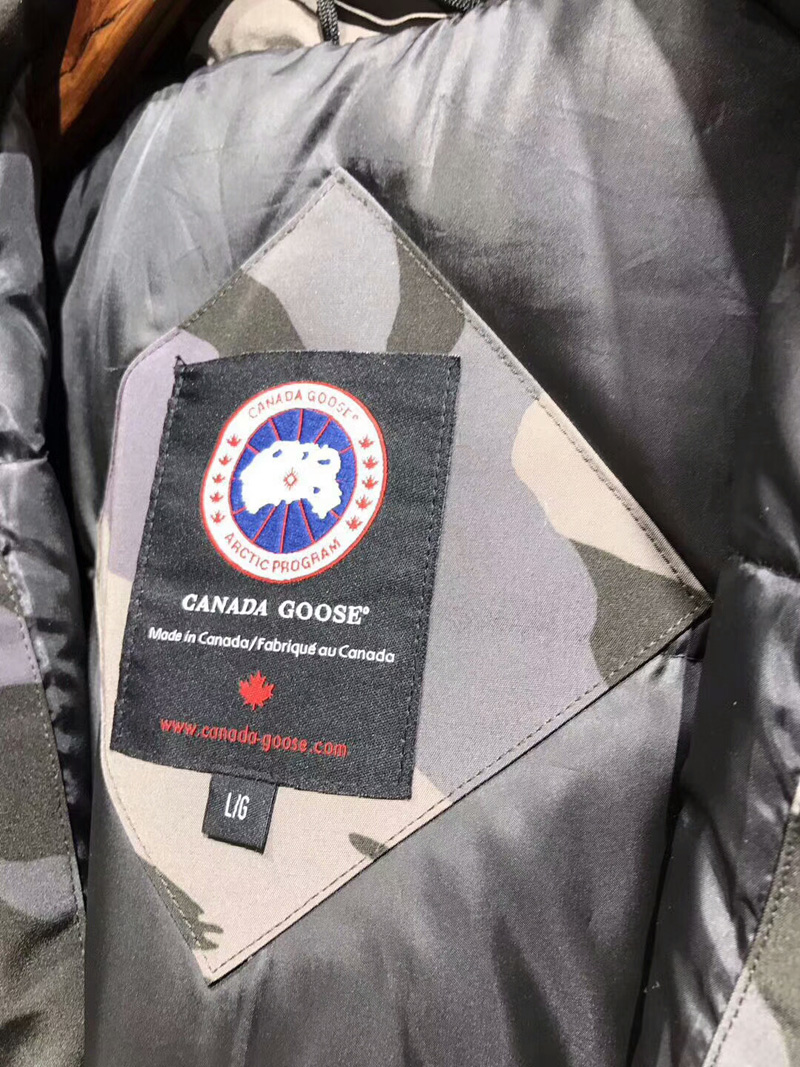 CANADA GOOSE®
ARCTIC PROGRAM
CANADA GOOSE®
Made in Canada/Fabriqué au Canada
www.canada-goose.com
L/G